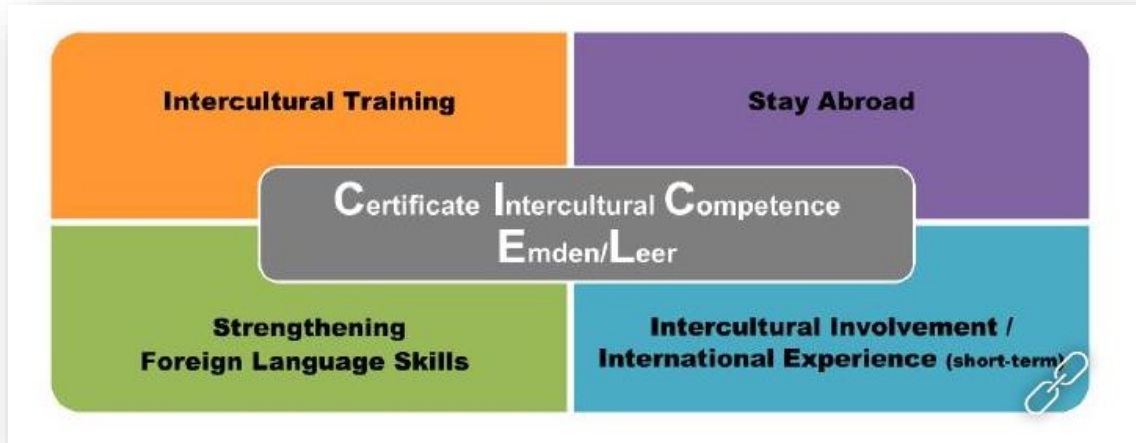 Intercultural Training
Stay Abroad
Certificate Intercultural Competence
Emden/Leer
Strengthening
Foreign Language Skills
Intercultural Involvement /
International Experience (short-term)